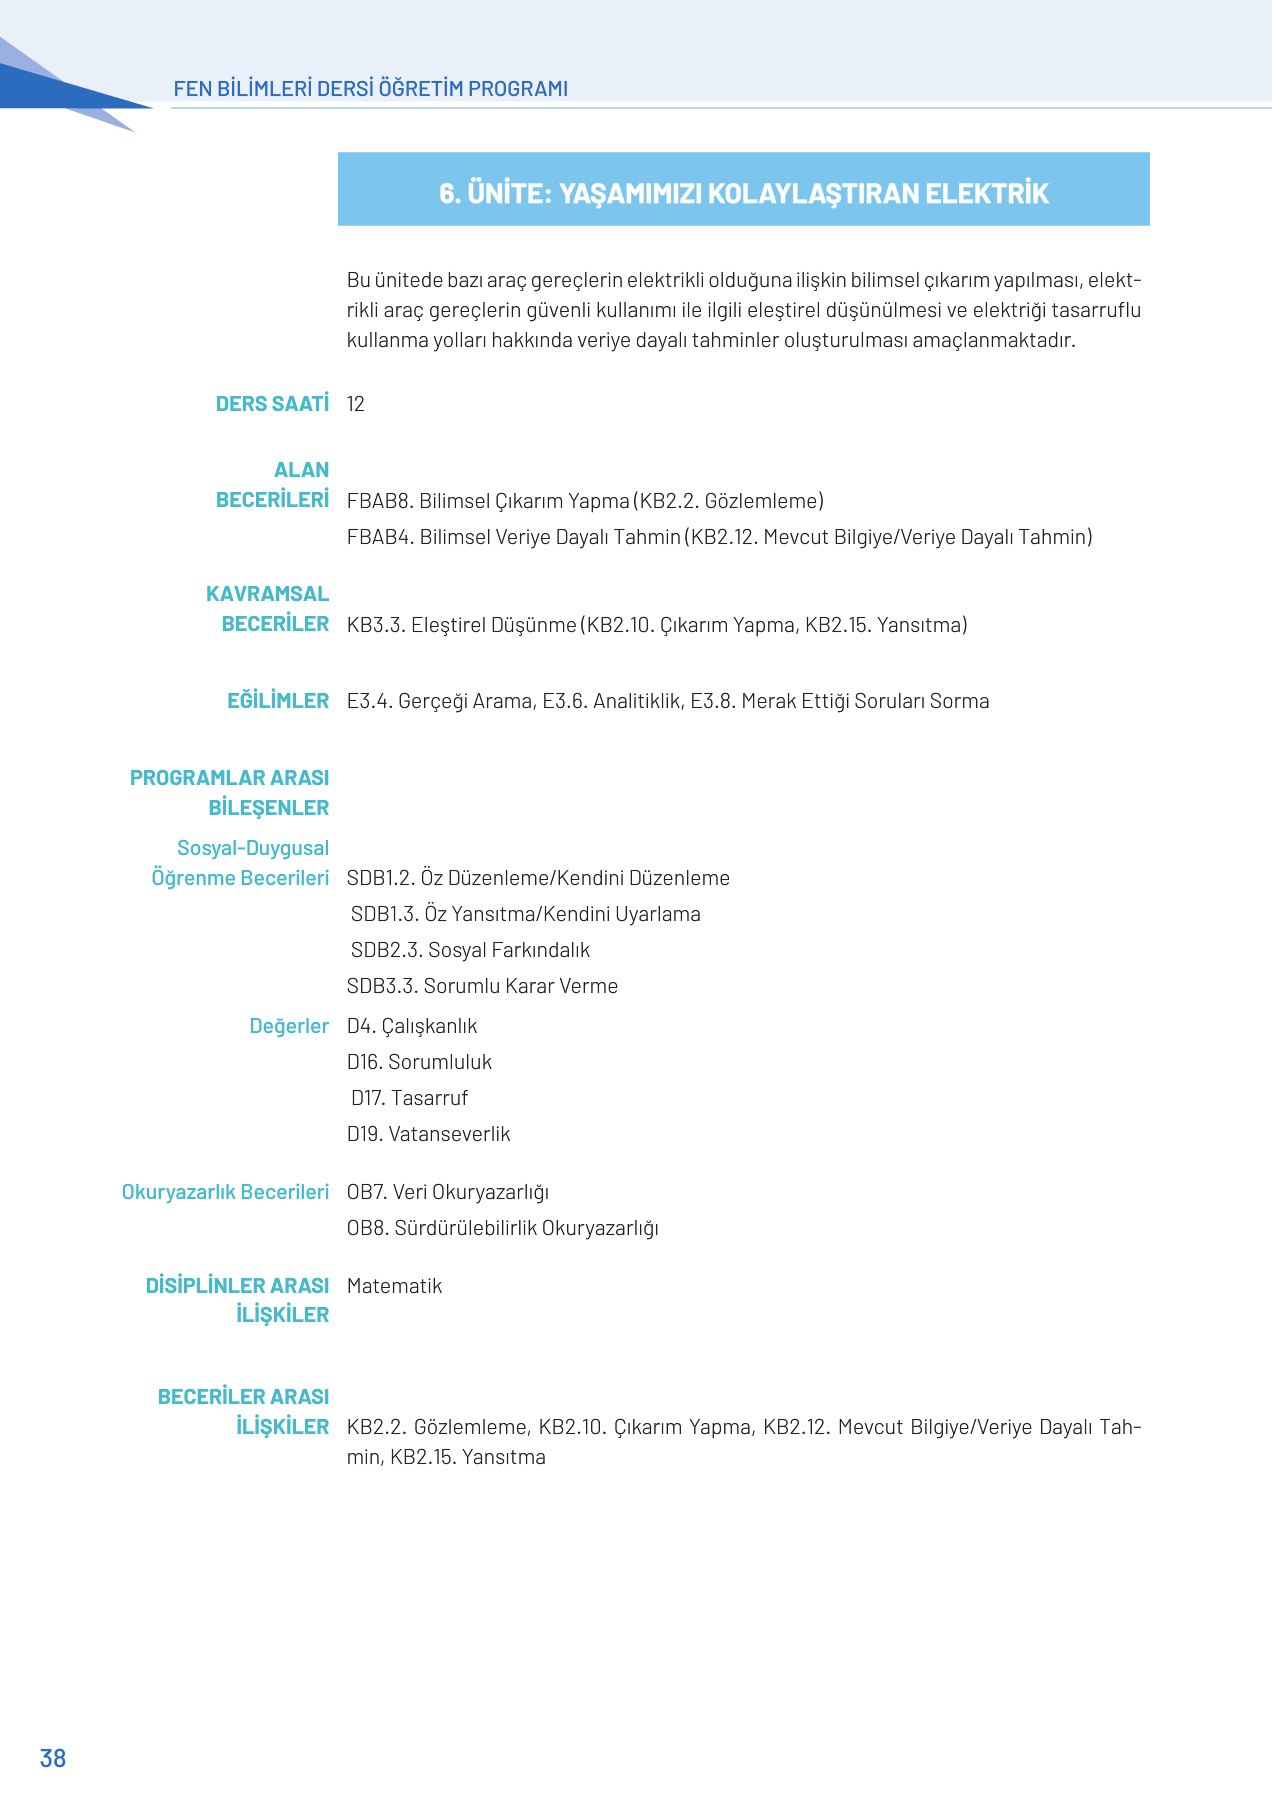 FEN BİLİMLERİ DERSİ ÖĞRETİM PROGRAMI
6. ÜNİTE: YAŞAMIMIZI KOLAYLAŞTIRAN ELEKTRİK
Bu ünitede bazı araç gereçlerin elektrikli olduğuna ilişkin bilimsel çıkarım yapılması, elekt-
rikli araç gereçlerin güvenli kullanımı ile ilgili eleştirel düşünülmesi ve elektriği tasarruflu
kullanma yolları hakkında veriye dayalı tahminler oluşturulması amaçlanmaktadır.
DERS SAATİ 12
ALAN
BECERİLERİ FBAB8. Bilimsel Çıkarım Yapma (KB2.2. Gözlemleme)
FBAB4. Bilimsel Veriye Dayalı Tahmin (KB2.12. Mevcut Bilgiye/Veriye Dayalı Tahmin)
KAVRAMSAL
BECERİLER KB3.3. Eleştirel Düşünme (KB2.10. Çıkarım Yapma, KB2.15. Yansıtma)
EĞİLİMLER E3.4. Gerçeği Arama, E3.6. Analitiklik, E3.8. Merak Ettiği Soruları Sorma
PROGRAMLAR ARASI
BİLEŞENLER
Sosyal-Duygusal
Öğrenme Becerileri SDB1.2. Öz Düzenleme/Kendini Düzenleme
SDB1.3. Öz Yansıtma/Kendini Uyarlama
SDB2.3. Sosyal Farkındalık
SDB3.3. Sorumlu Karar Verme
Değerler D4. Çalışkanlık
D16. Sorumluluk
D17. Tasarruf
D19. Vatanseverlik
Okuryazarlık Becerileri OB7. Veri Okuryazarlığı
OB8. Sürdürülebilirlik Okuryazarlığı
DİSİPLİNLER ARASI Matematik
İLİŞKİLER
BECERİLER ARASI
İLİŞKİLER KB2.2. Gözlemleme, KB2.10. Çıkarım Yapma, KB2.12. Mevcut Bilgiye/Veriye Dayalı Tah-
min, KB2.15. Yansıtma
38